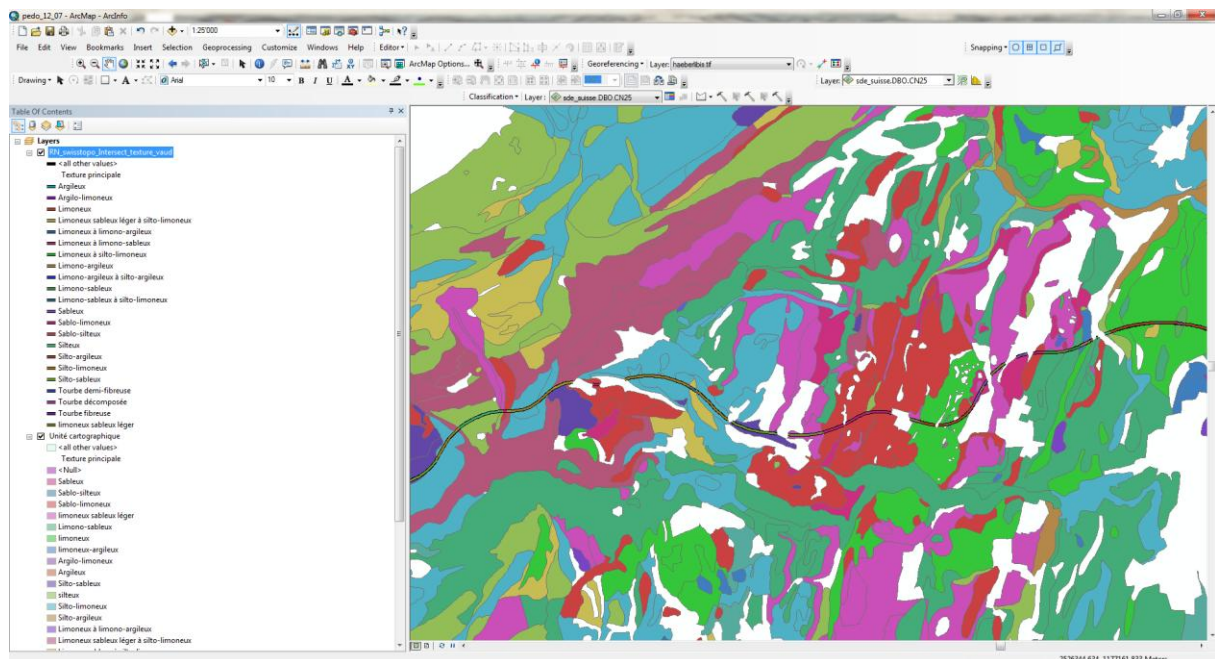 pedo_12_07 - ArcMap - ArcInfo
1:25'000
File Edit View Bookmarks Insert Selection Geoprocessing Customize Windows Help Editor Snapping
ArcMap Options... Georeferencing Layer: haeberlibis.tif
Drawing A Arial 10 B I U A Layer: sde_suisse.DBO.CN25
Classification Layer: sde_suisse.DBO.CN25
Table Of Contents
Layers
RN_swisstopo_Intersect_texture_vaud
<all other values>
Texture principale
Argileux
Argilo-limoneux
Limoneux
Limoneux sableux léger à silto-limoneux
Limoneux à limono-argileux
Limoneux à limono-sableux
Limoneux à silto-limoneux
Limono-argileux
Limono-argileux à silto-argileux
Limono-sableux
Limono-sableux à silto-limoneux
Sableux
Sablo-limoneux
Sablo-silteux
Silteux
Silto-argileux
Silto-limoneux
Silto-sableux
Tourbe demi-fibreuse
Tourbe décomposée
Tourbe fibreuse
limoneux sableux léger
Unité cartographique
<all other values>
Texture principale
<Null>
Sableux
Sablo-silteux
Sablo-limoneux
limoneux sableux léger
Limono-sableux
limoneux
limoneux-argileux
Argilo-limoneux
Argileux
Silto-sableux
silteux
Silto-limoneux
Silto-argileux
Limoneux à limono-argileux
Limoneux sableux léger à silto-limoneux